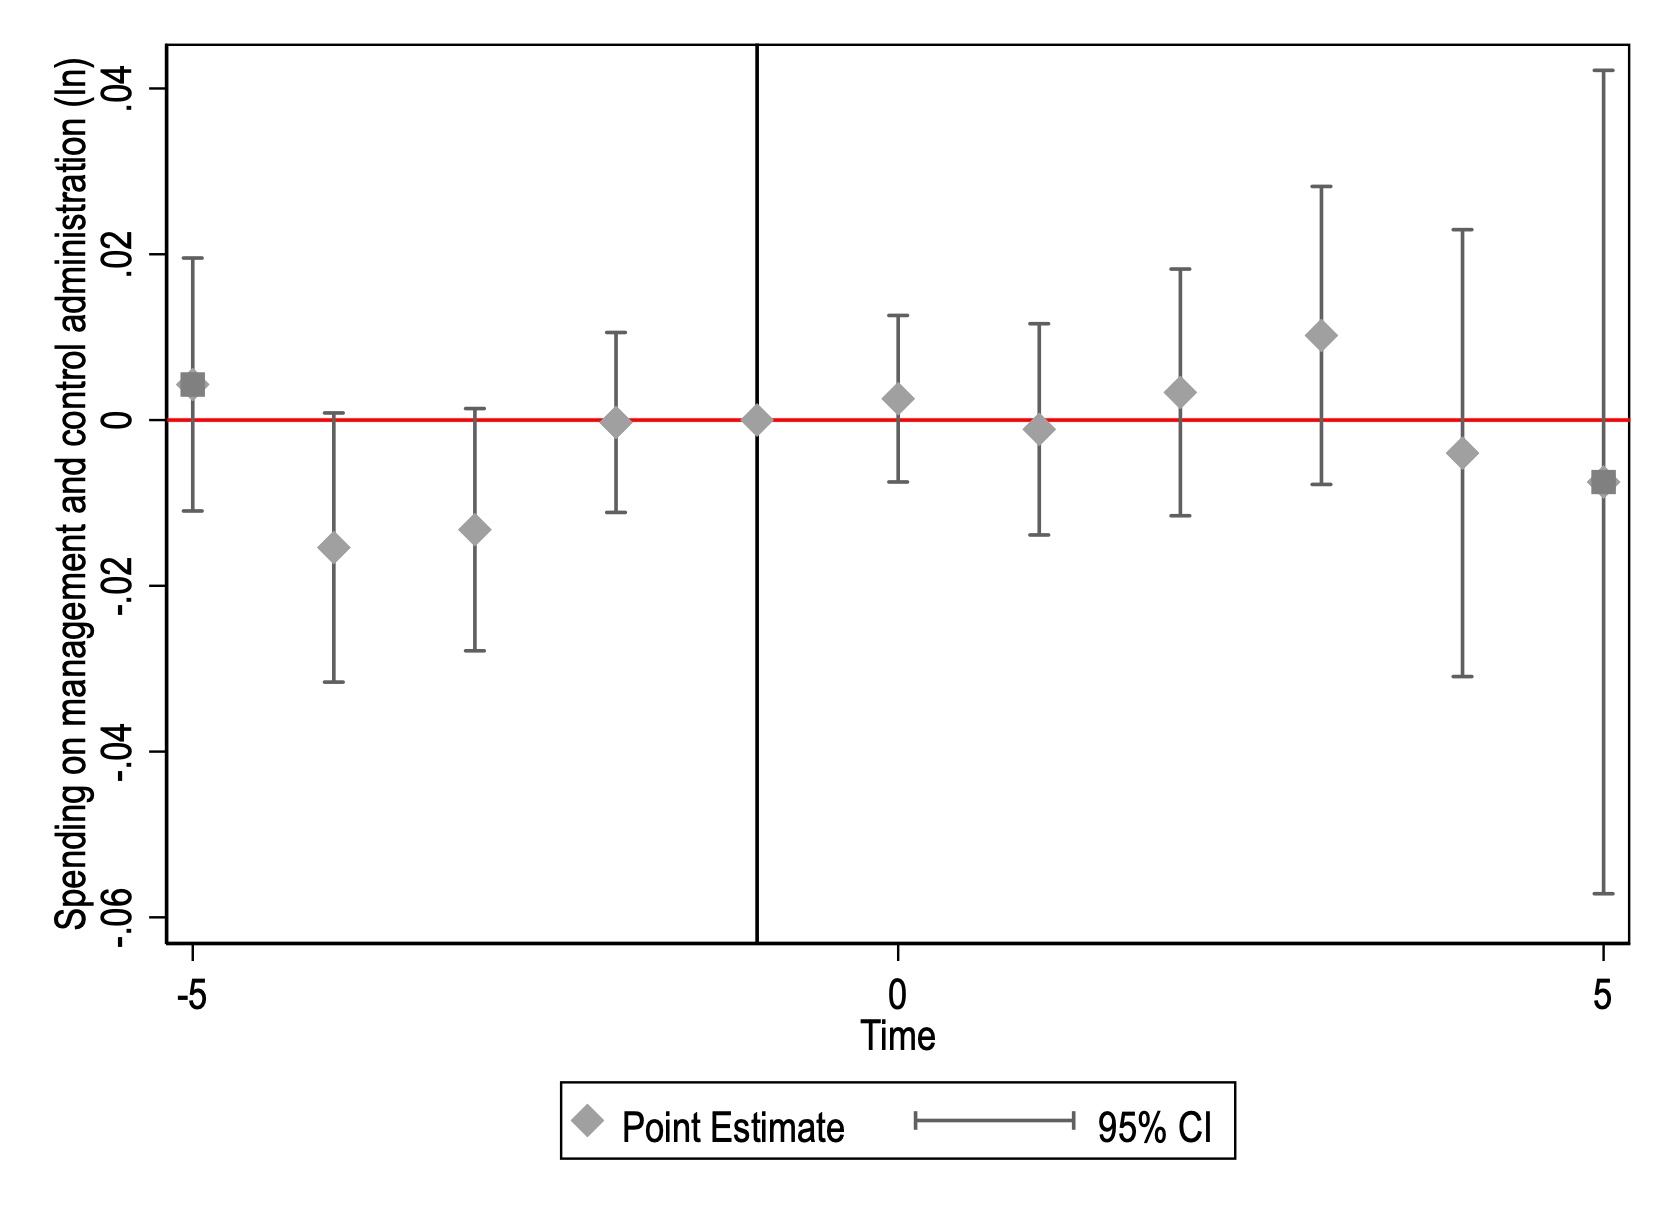 Spending on management and control administration (ln)
.04
.02
0
-.02
-.04
-.06
-5 0 5
Time
Point Estimate 95% CI